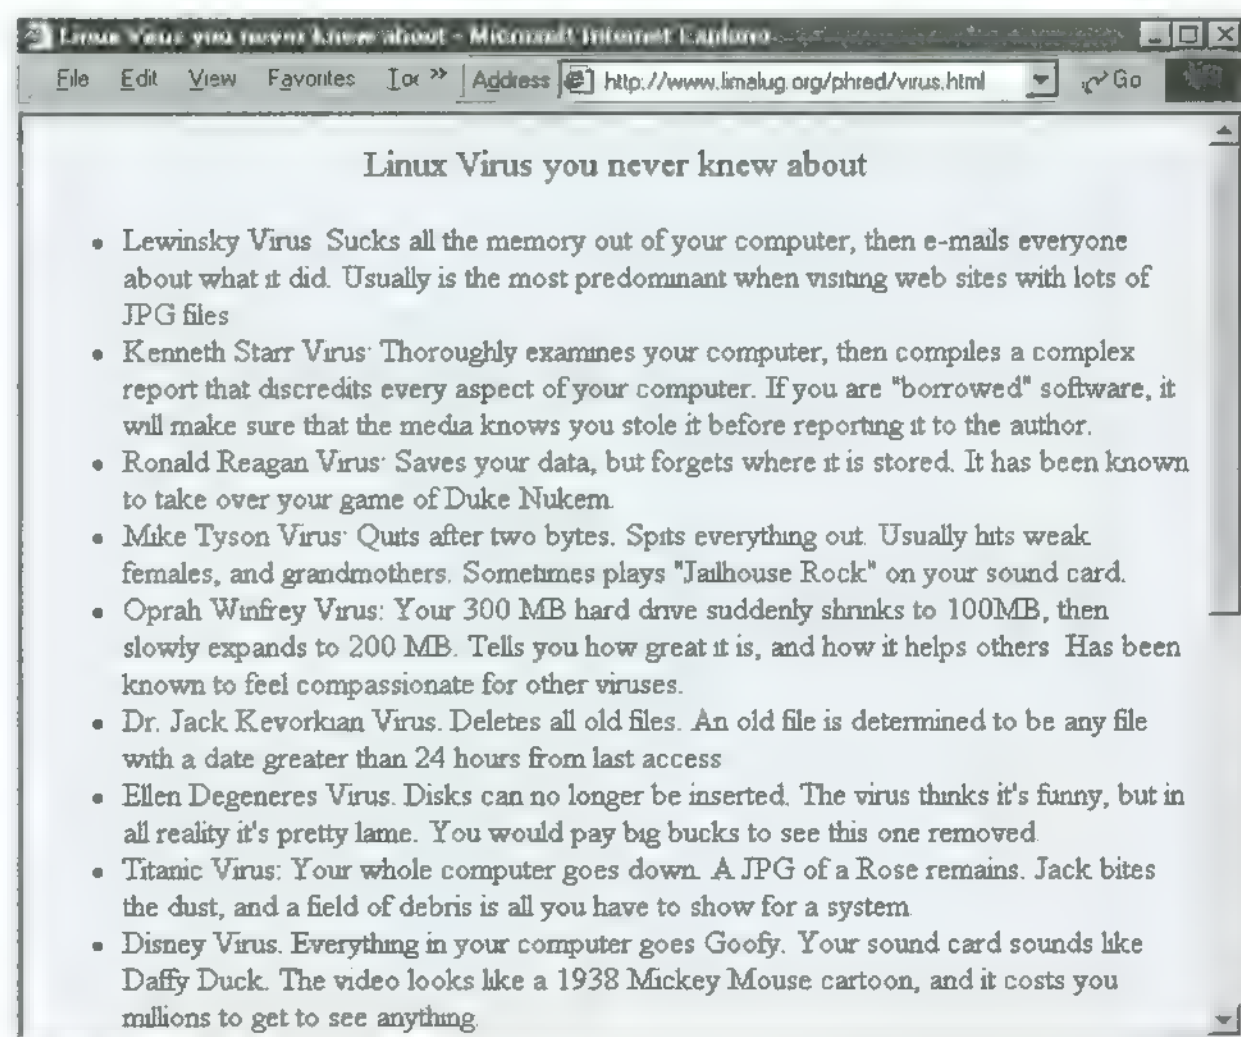 Linux Virus you never knew about - Microsoft Internet Explorer
File Edit View Favorites Too » Address http://www.limalug.org/phred/virus.html Go
Linux Virus you never knew about
• Lewinsky Virus Sucks all the memory out of your computer, then e-mails everyone
about what it did. Usually is the most predominant when visiting web sites with lots of
JPG files
• Kenneth Starr Virus: Thoroughly examines your computer, then compiles a complex
report that discredits every aspect of your computer. If you are "borrowed" software, it
will make sure that the media knows you stole it before reporting it to the author.
• Ronald Reagan Virus: Saves your data, but forgets where it is stored. It has been known
to take over your game of Duke Nukem.
• Mike Tyson Virus: Quits after two bytes. Spits everything out. Usually hits weak
females, and grandmothers. Sometimes plays "Jailhouse Rock" on your sound card.
• Oprah Winfrey Virus: Your 300 MB hard drive suddenly shrinks to 100MB, then
slowly expands to 200 MB. Tells you how great it is, and how it helps others Has been
known to feel compassionate for other viruses.
• Dr. Jack Kevorkian Virus. Deletes all old files. An old file is determined to be any file
with a date greater than 24 hours from last access
• Ellen Degeneres Virus. Disks can no longer be inserted. The virus thinks it's funny, but in
all reality it's pretty lame. You would pay big bucks to see this one removed.
• Titanic Virus: Your whole computer goes down. A JPG of a Rose remains. Jack bites
the dust, and a field of debris is all you have to show for a system
• Disney Virus. Everything in your computer goes Goofy. Your sound card sounds like
Daffy Duck. The video looks like a 1938 Mickey Mouse cartoon, and it costs you
millions to get to see anything.